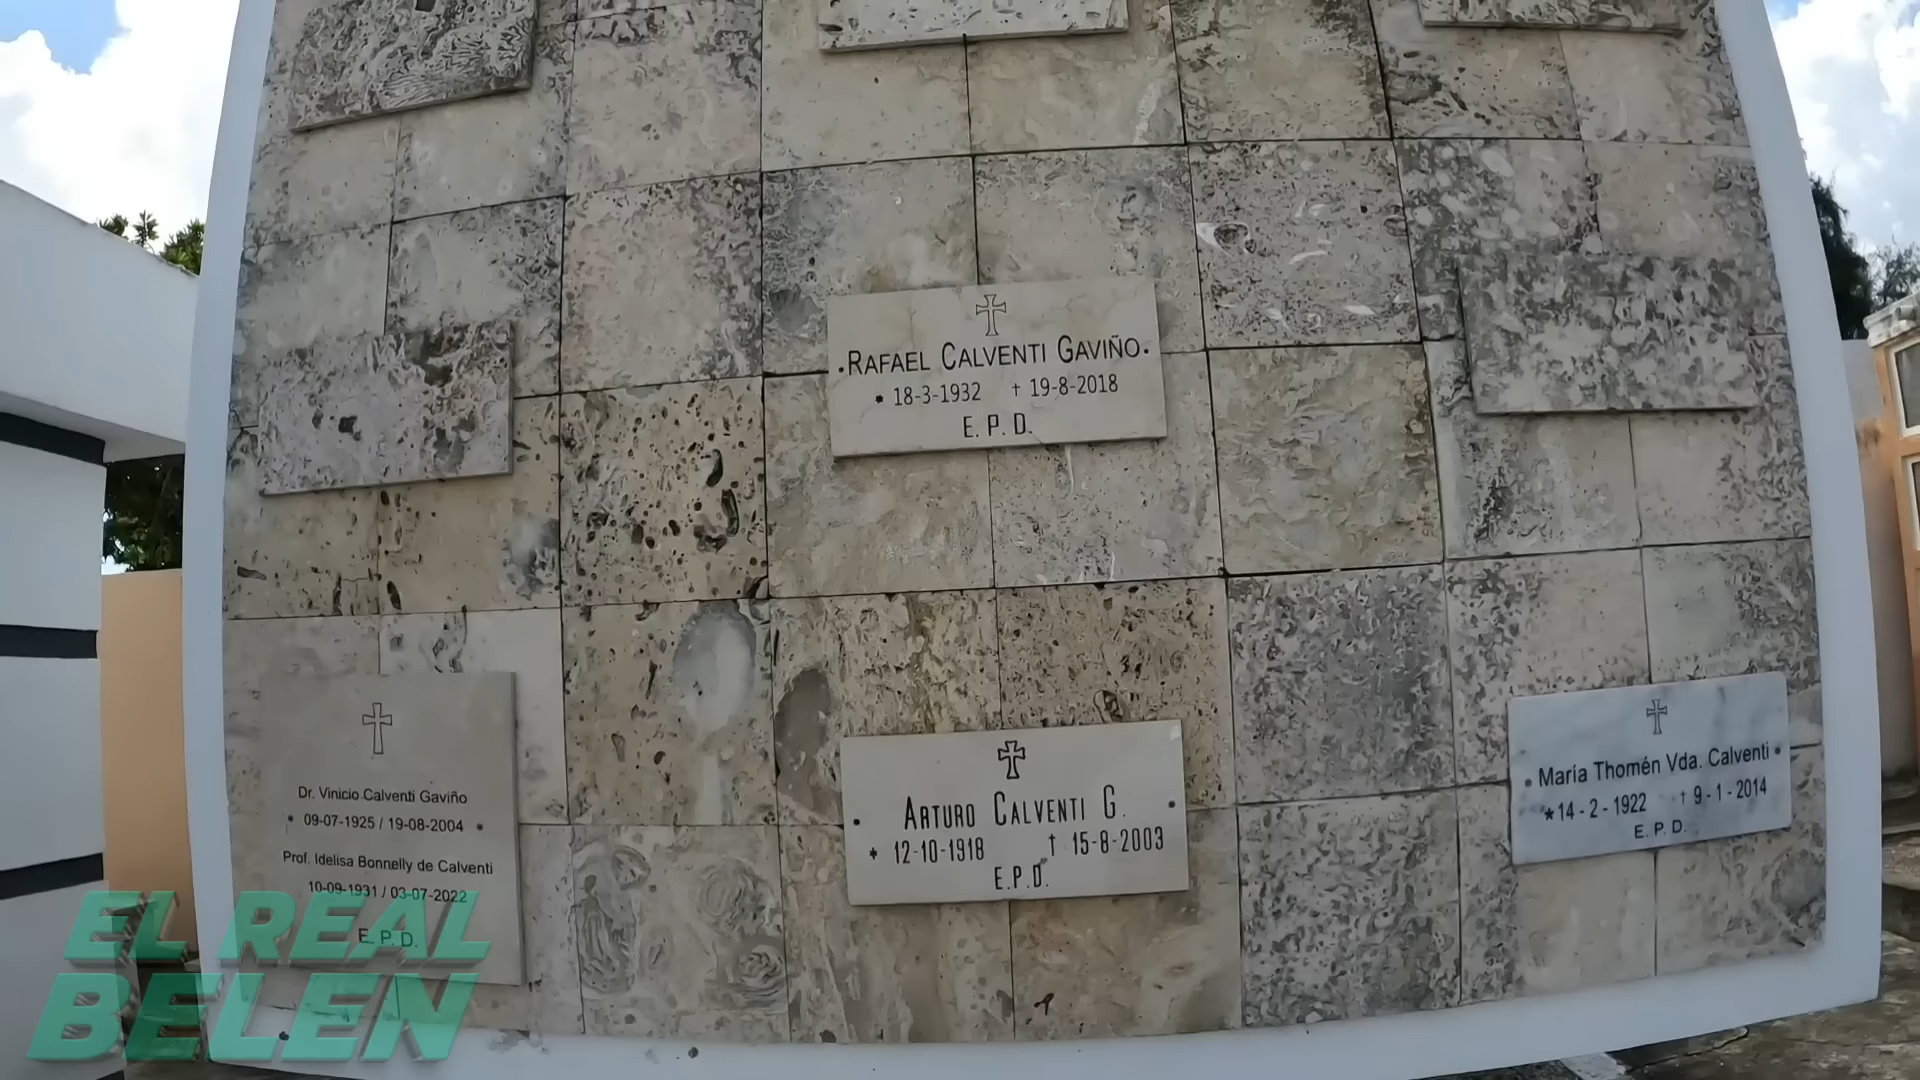 •RAFAEL CALVENTI GAVIÑO•
* 18-3-1932 † 19-8-2018
E. P. D.
Dr. Vinicio Calventi Gaviño
• 09-07-1925 / 19-08-2004 •
Prof. Idelisa Bonnelly de Calventi
10-09-1931 / 03-07-2022
E. P. D.
• ARTURO CALVENTI G. •
* 12-10-1918 † 15-8-2003
E.P.D.
• María Thomén Vda. Calventi •
*14 - 2 - 1922 † 9 - 1 - 2014
E. P. D.
EL REAL
BELEN